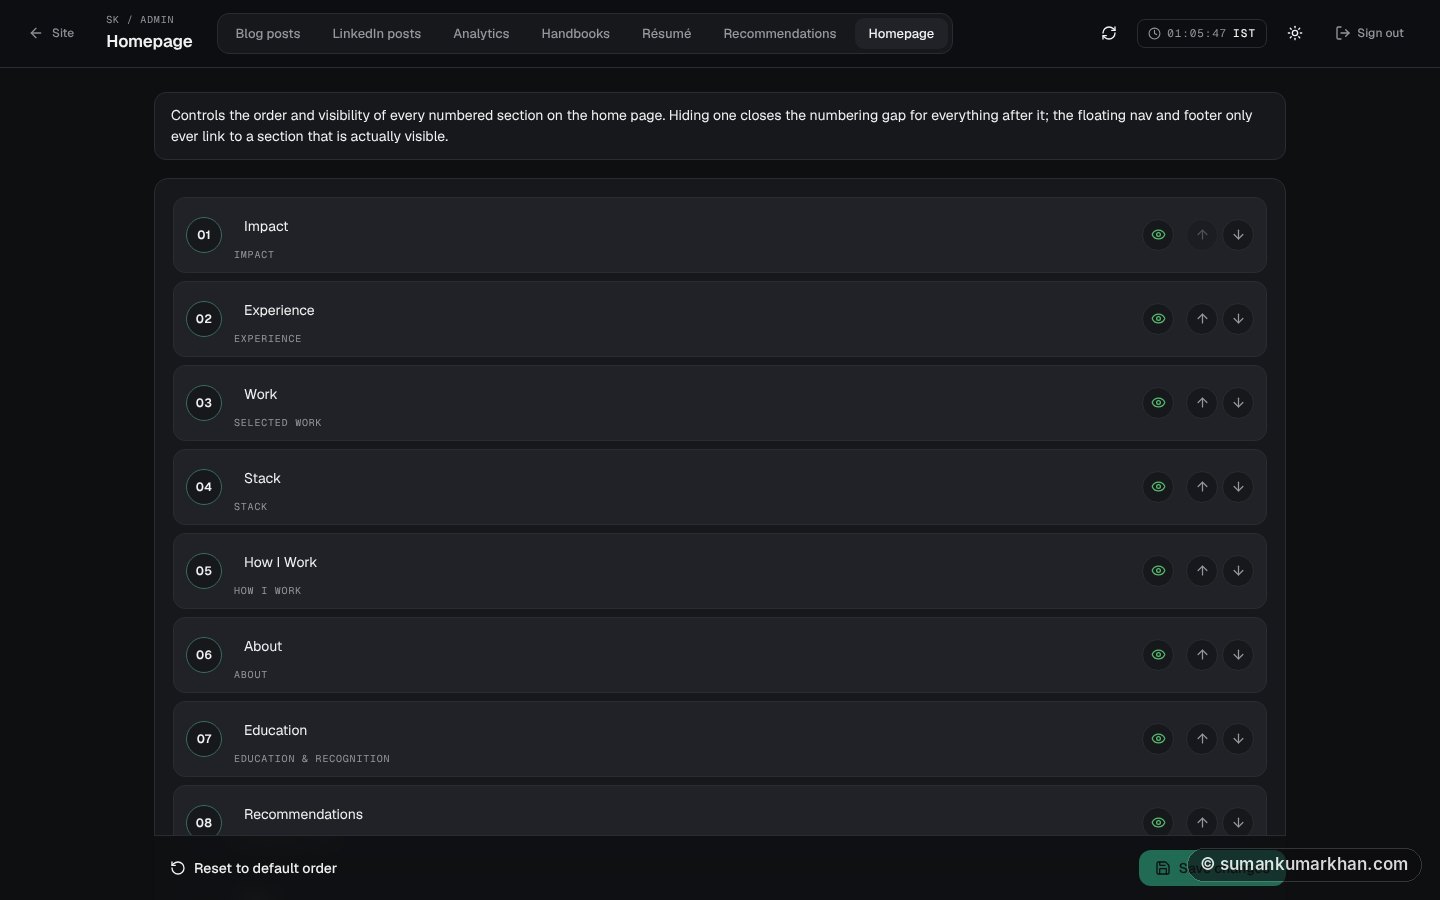 SK / ADMIN
Site
Homepage
Blog posts
LinkedIn posts
Analytics
Handbooks
Résumé
Recommendations
Homepage
01:05:47 IST
Sign out
Controls the order and visibility of every numbered section on the home page. Hiding one closes the numbering gap for everything after it; the floating nav and footer only
ever link to a section that is actually visible.
01
Impact
IMPACT
02
Experience
EXPERIENCE
03
Work
SELECTED WORK
04
Stack
STACK
05
How I Work
HOW I WORK
06
About
ABOUT
07
Education
EDUCATION & RECOGNITION
08
Recommendations
Reset to default order
© sumankumarkhan.com